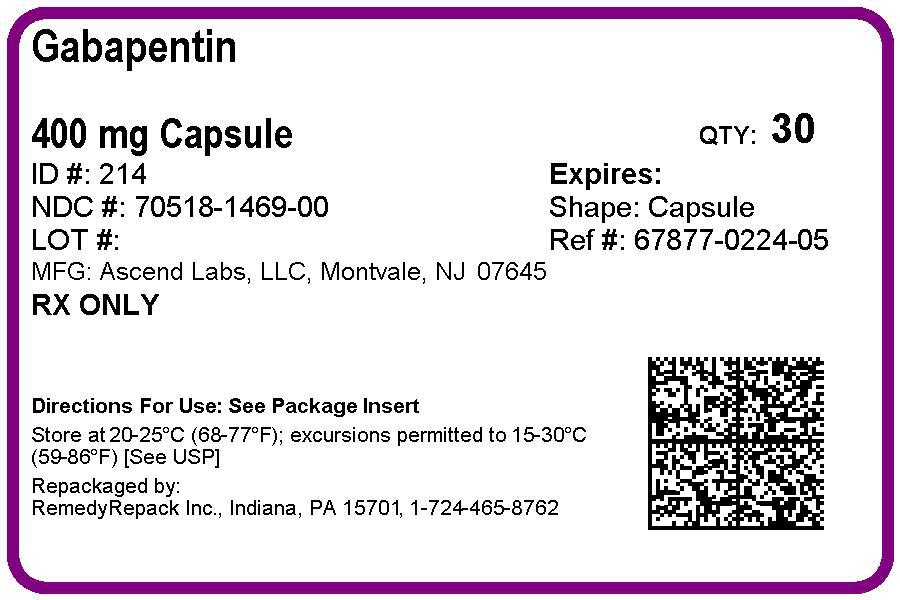 Gabapentin
400 mg Capsule
QTY: 30
ID #: 214
Expires:
NDC #: 70518-1469-00
Shape: Capsule
LOT #:
Ref #: 67877-0224-05
MFG: Ascend Labs, LLC, Montvale, NJ 07645
RX ONLY
Directions For Use: See Package Insert
Store at 20-25°C (68-77°F); excursions permitted to 15-30°C
(59-86°F) [See USP]
Repackaged by:
RemedyRepack Inc., Indiana, PA 15701, 1-724-465-8762